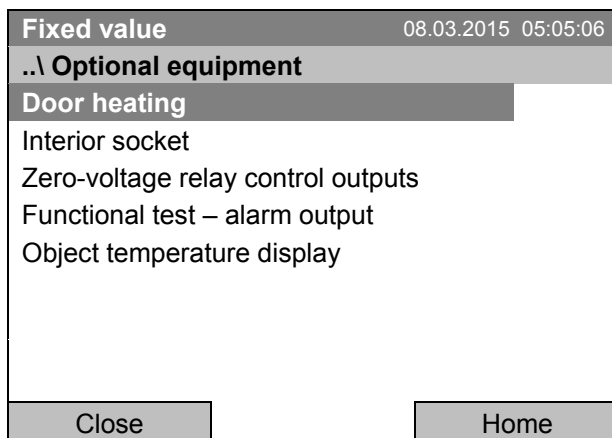 Fixed value 08.03.2015 05:05:06
..\ Optional equipment
Door heating
Interior socket
Zero-voltage relay control outputs
Functional test – alarm output
Object temperature display
Close Home